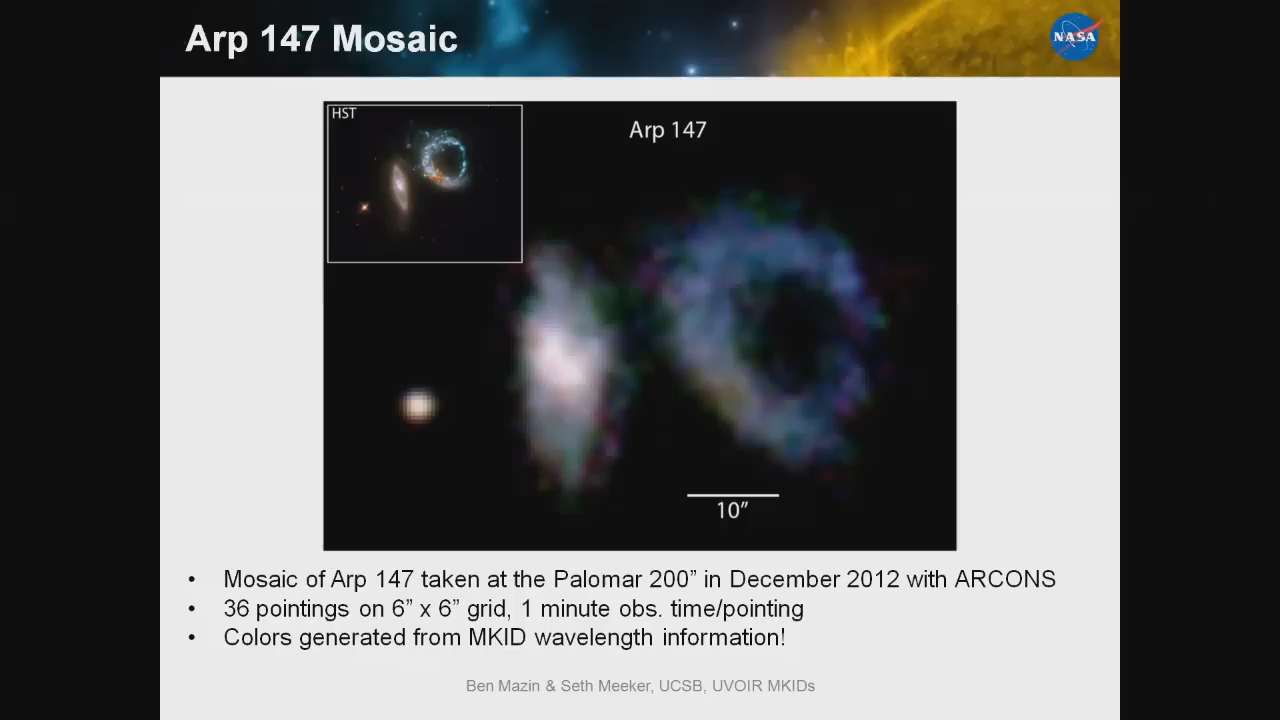 Arp 147 Mosaic
NASA
HST
Arp 147
10”
• Mosaic of Arp 147 taken at the Palomar 200” in December 2012 with ARCONS
• 36 pointings on 6” x 6” grid, 1 minute obs. time/pointing
• Colors generated from MKID wavelength information!
Ben Mazin & Seth Meeker, UCSB, UVOIR MKIDs